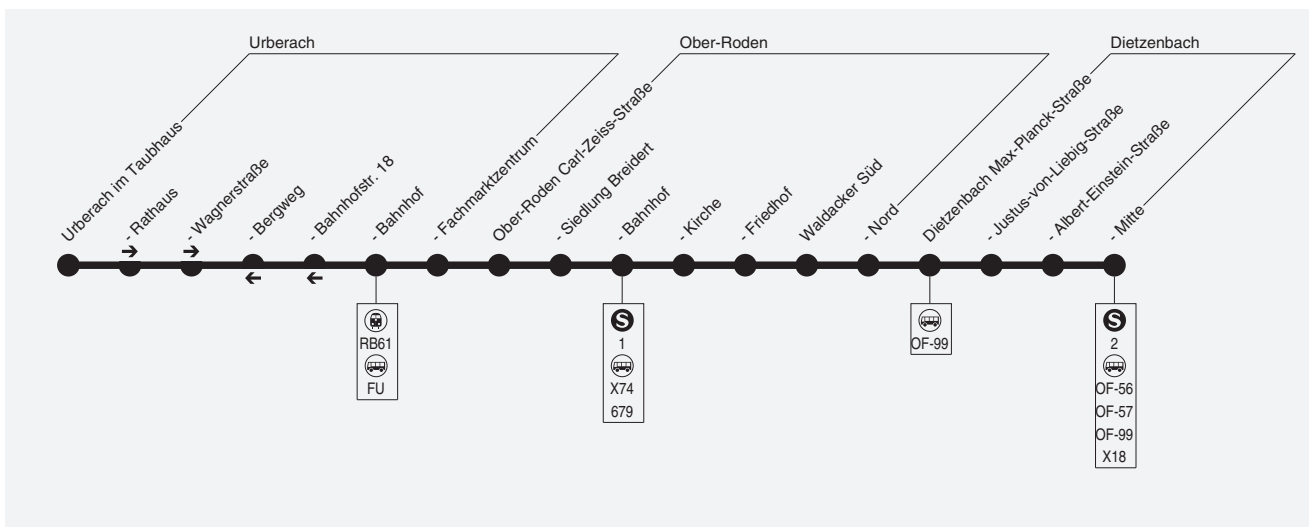 Urberach
Ober-Roden
Dietzenbach
Urberach im Taubhaus
- Rathaus
- Wagnerstraße
- Bergweg
- Bahnhofstr. 18
- Bahnhof
- Fachmarktzentrum
Ober-Roden Carl-Zeiss-Straße
- Siedlung Breidert
- Bahnhof
- Kirche
- Friedhof
Waldacker Süd
- Nord
Dietzenbach Max-Planck-Straße
- Justus-von-Liebig-Straße
- Albert-Einstein-Straße
- Mitte
RB61
FU
S
1
X74
679
OF-99
S
2
OF-56
OF-57
OF-99
X18